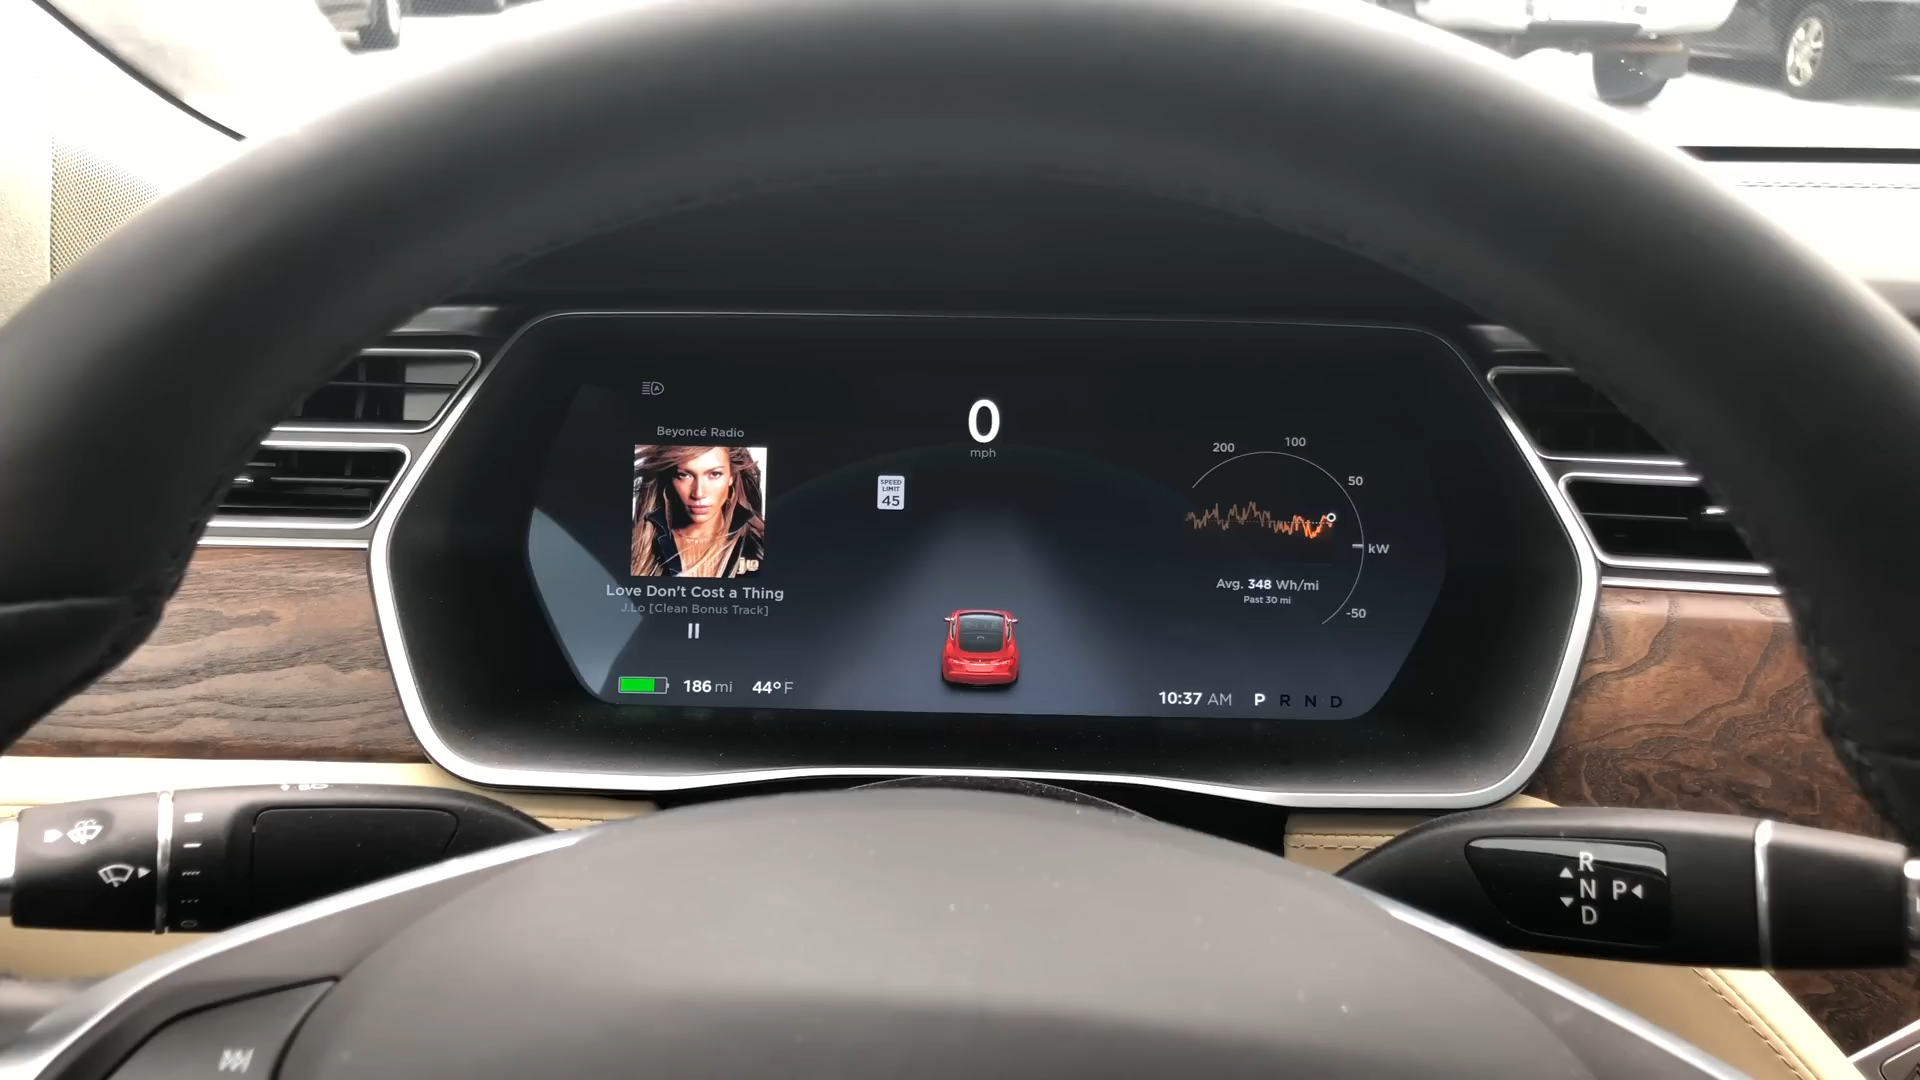 0
mph
Beyoncé Radio
SPEED
LIMIT
45
Love Don't Cost a Thing
J.Lo [Clean Bonus Track]
186 mi 44° F
200
100
50
kW
-50
Avg. 348 Wh/mi
Past 30 mi
10:37 AM P R N D
R
N P
D